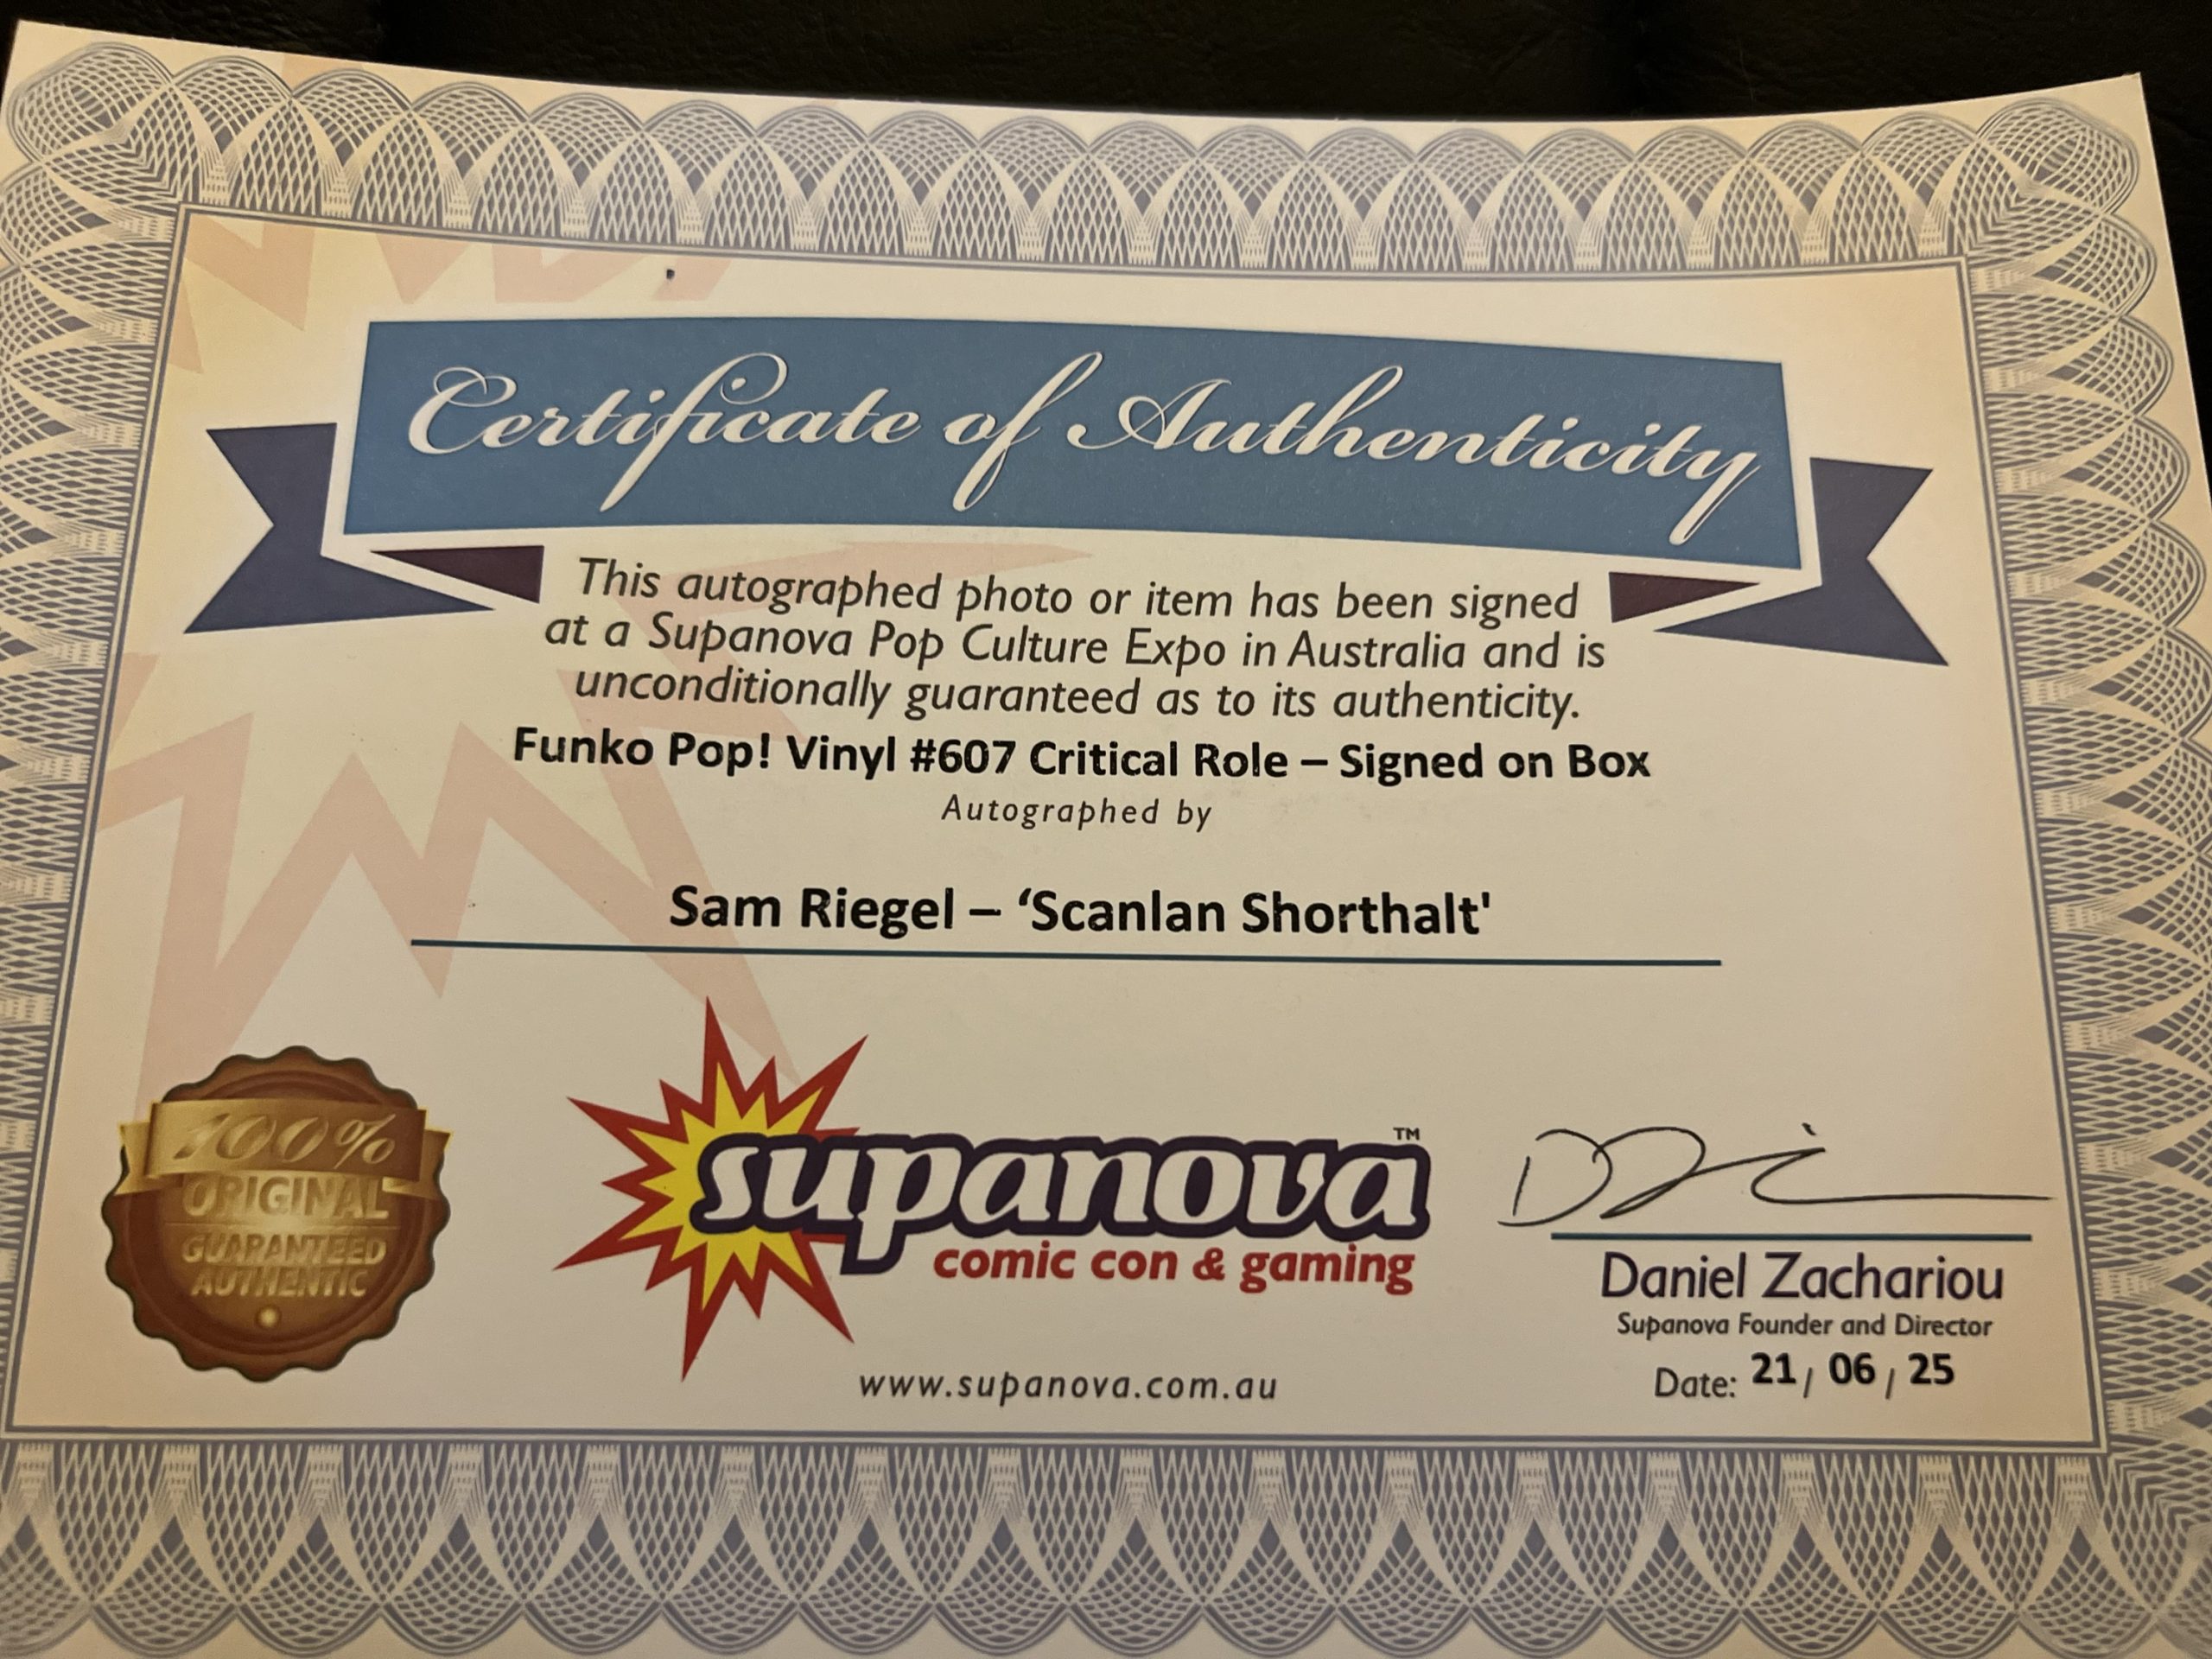 Certificate of Authenticity
This autographed photo or item has been signed
at a Supanova Pop Culture Expo in Australia and is
unconditionally guaranteed as to its authenticity.
Funko Pop! Vinyl #607 Critical Role – Signed on Box
Autographed by
Sam Riegel – ‘Scanlan Shorthalt'
100%
ORIGINAL
GUARANTEED
AUTHENTIC
supanova™
comic con & gaming
www.supanova.com.au
Daniel Zachariou
Supanova Founder and Director
Date: 21/ 06 / 25